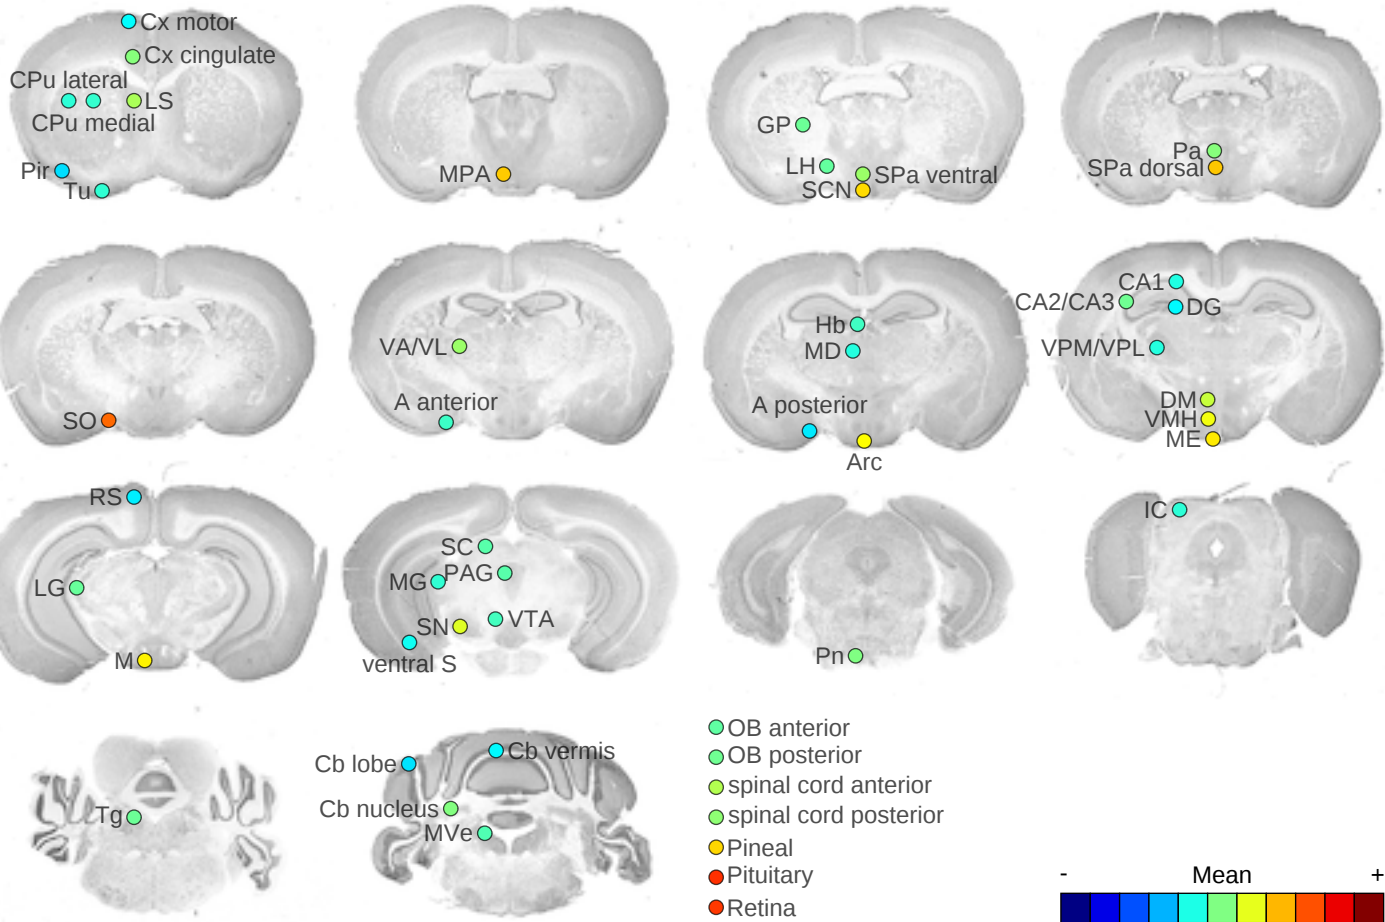 Cx motor
Cx cingulate
CPu lateral
LS
CPu medial
Pir
Tu
MPA
GP
LH
SPa ventral
SCN
Pa
SPa dorsal
SO
VA/VL
A anterior
Hb
MD
A posterior
Arc
CA1
CA2/CA3
DG
VPM/VPL
DM
VMH
ME
RS
LG
M
SC
MG
PAG
SN
VTA
ventral S
Pn
IC
Tg
Cb lobe
Cb vermis
Cb nucleus
MVe
OB anterior
OB posterior
spinal cord anterior
spinal cord posterior
Pineal
Pituitary
Retina
- Mean +